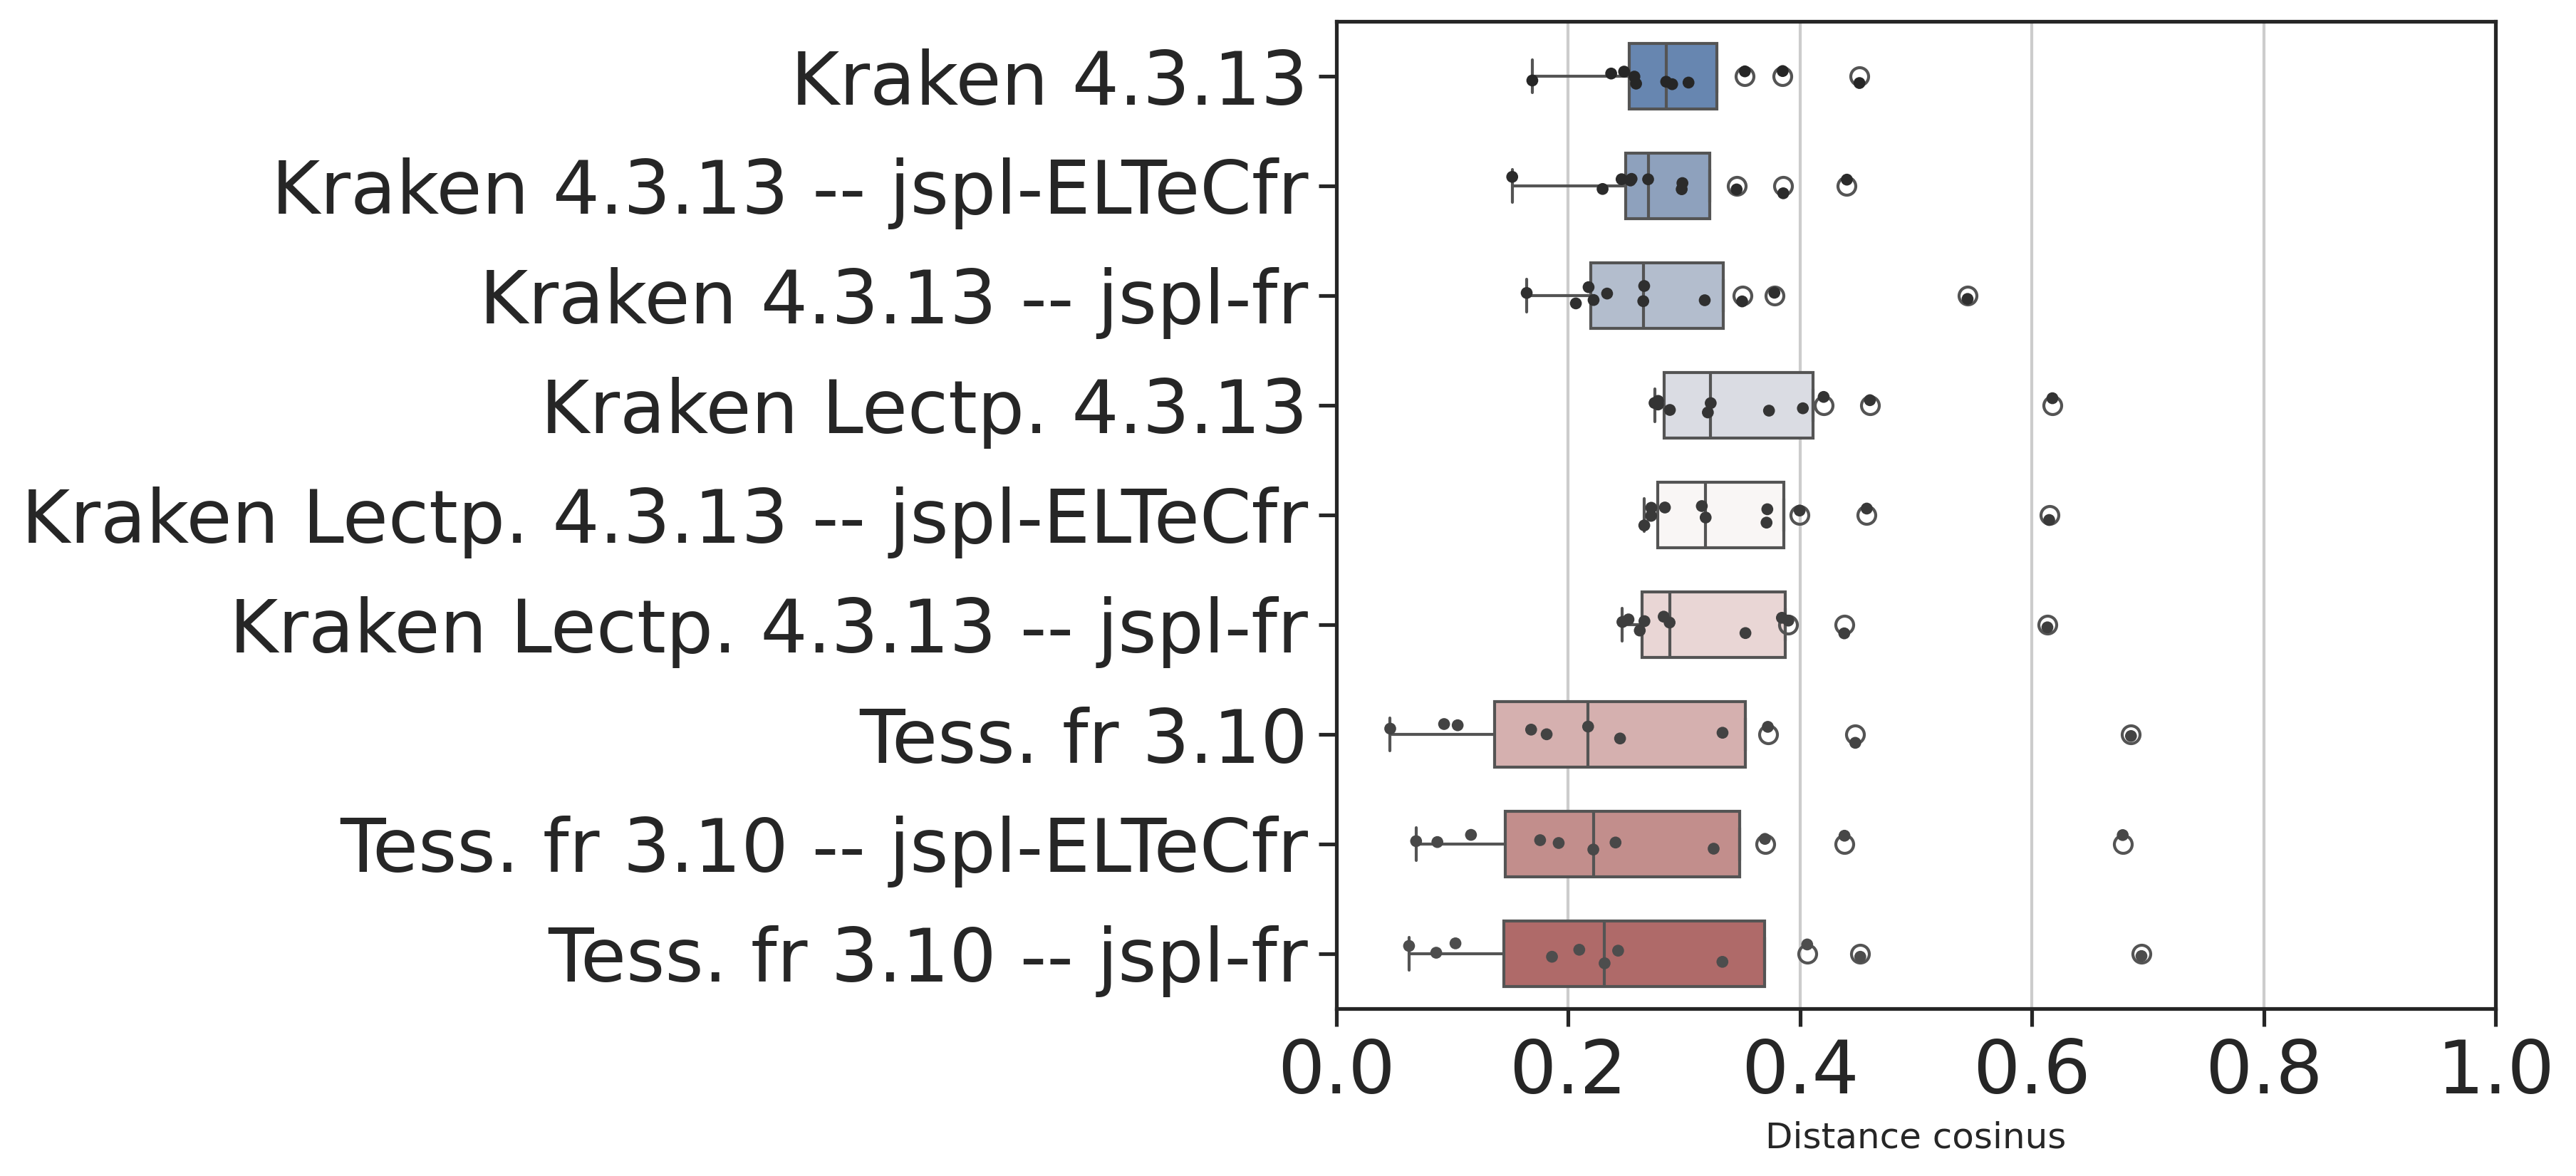 Kraken 4.3.13
Kraken 4.3.13 -- jspl-ELTeCfr
Kraken 4.3.13 -- jspl-fr
Kraken Lectp. 4.3.13
Kraken Lectp. 4.3.13 -- jspl-ELTeCfr
Kraken Lectp. 4.3.13 -- jspl-fr
Tess. fr 3.10
Tess. fr 3.10 -- jspl-ELTeCfr
Tess. fr 3.10 -- jspl-fr
0.0 0.2 0.4 0.6 0.8 1.0
Distance cosinus